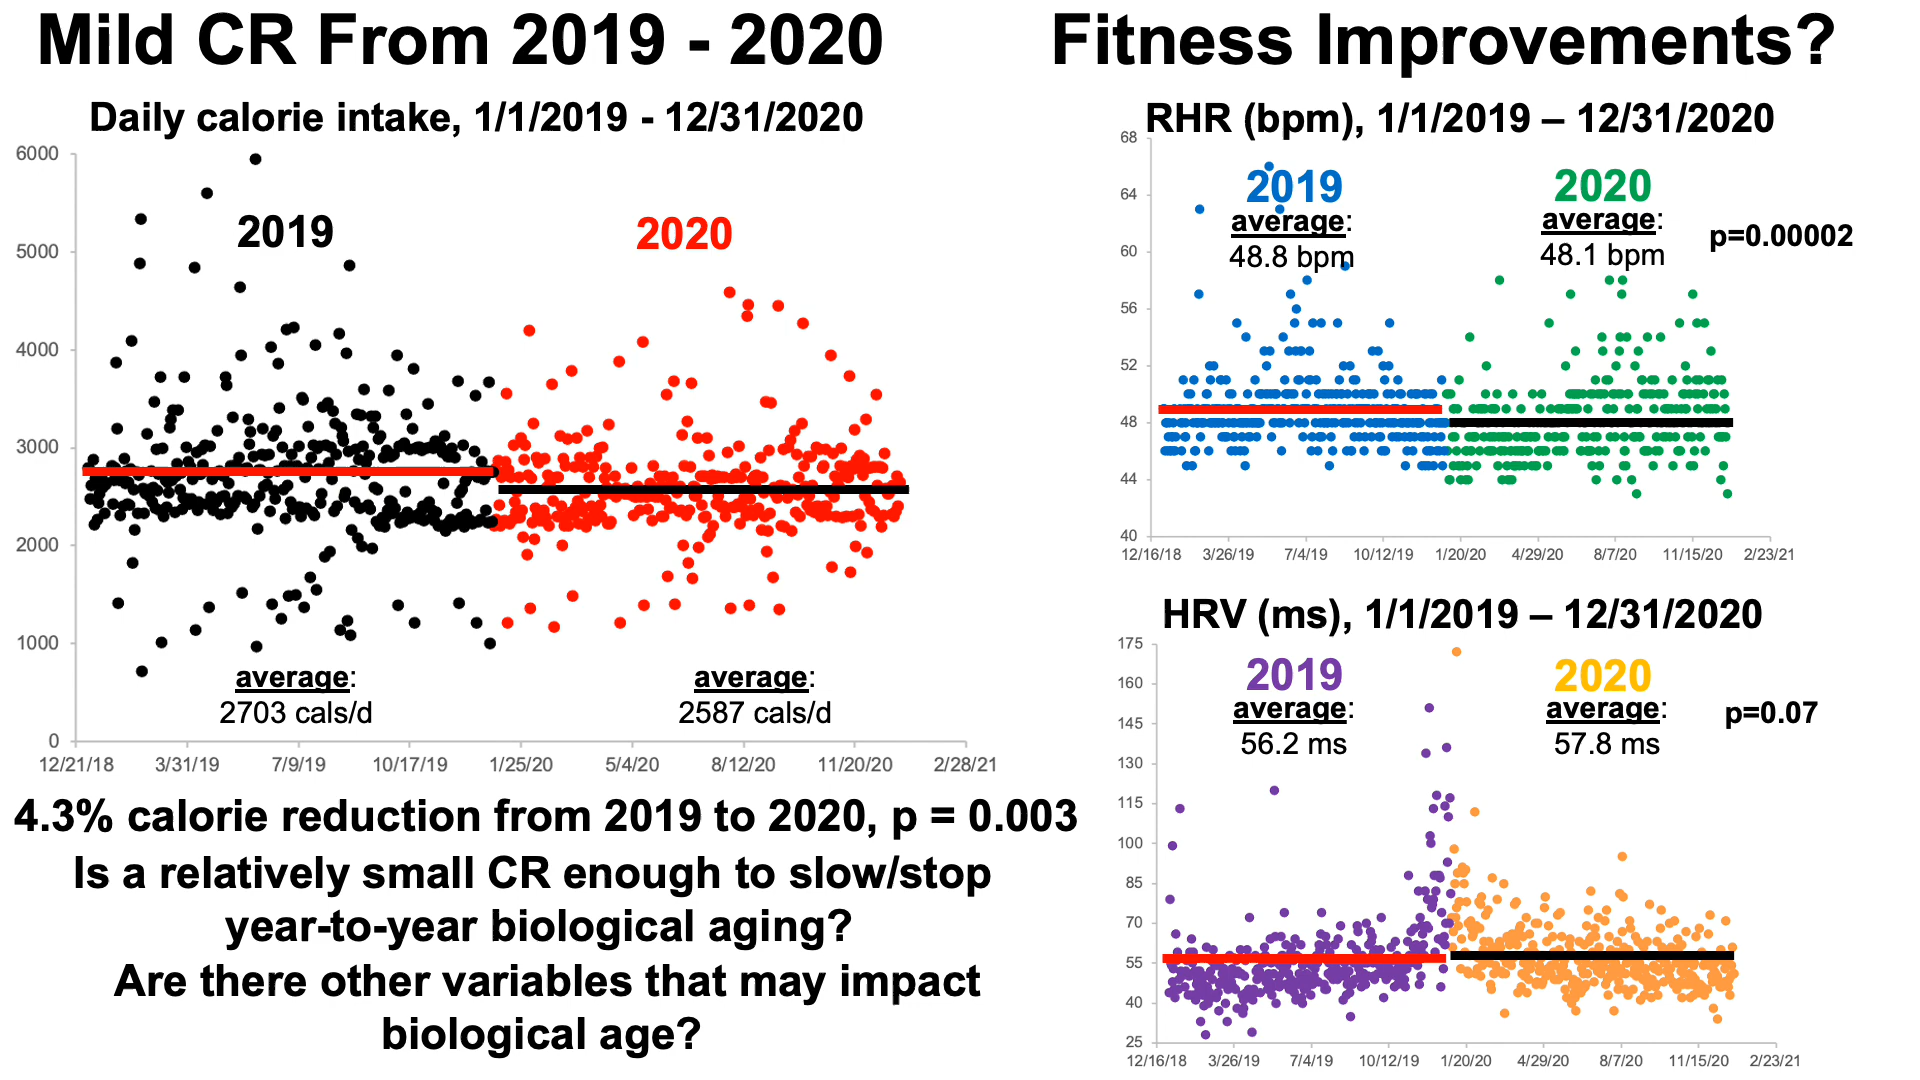 Mild CR From 2019 - 2020
Daily calorie intake, 1/1/2019 - 12/31/2020
6000
5000
4000
3000
2000
1000
0
2019
2020
average:
2703 cals/d
average:
2587 cals/d
12/21/18 3/31/19 7/9/19 10/17/19 1/25/20 5/4/20 8/12/20 11/20/20 2/28/21
4.3% calorie reduction from 2019 to 2020, p = 0.003
Is a relatively small CR enough to slow/stop
year-to-year biological aging?
Are there other variables that may impact
biological age?
Fitness Improvements?
RHR (bpm), 1/1/2019 – 12/31/2020
68
64
60
56
52
48
44
40
2019
average:
48.8 bpm
2020
average:
48.1 bpm
p=0.00002
12/16/18 3/26/19 7/4/19 10/12/19 1/20/20 4/29/20 8/7/20 11/15/20 2/23/21
HRV (ms), 1/1/2019 – 12/31/2020
175
160
145
130
115
100
85
70
55
40
25
2019
average:
56.2 ms
2020
average:
57.8 ms
p=0.07
12/16/18 3/26/19 7/4/19 10/12/19 1/20/20 4/29/20 8/7/20 11/15/20 2/23/21